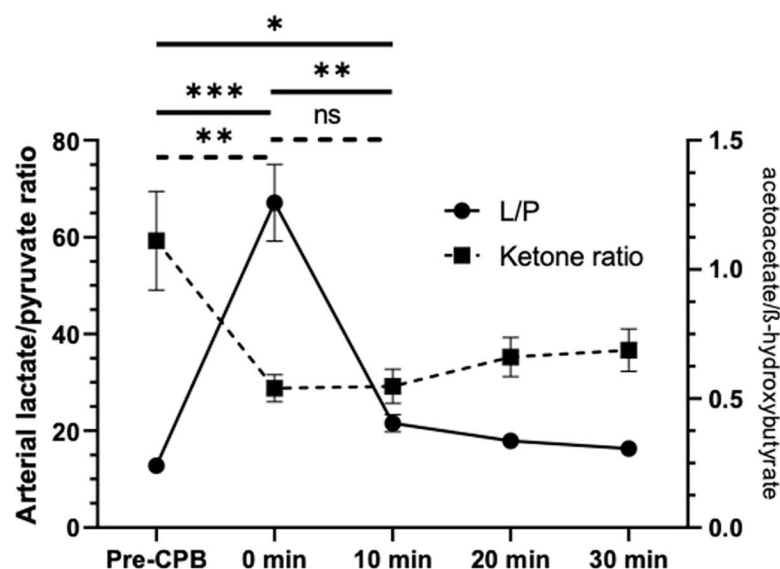 *
**
***
ns
**
80
60
40
20
0
Arterial lactate/pyruvate ratio
1.5
1.0
0.5
0.0
acetoacetate/ß-hydroxybutyrate
L/P
Ketone ratio
Pre-CPB 0 min 10 min 20 min 30 min